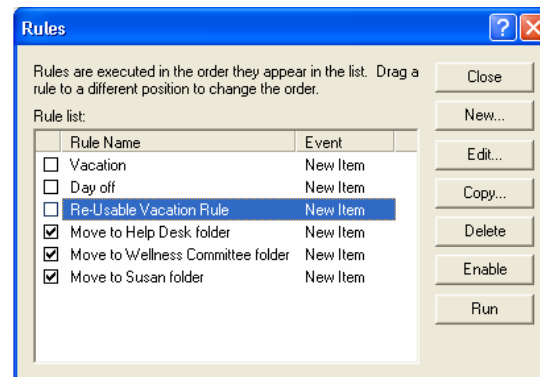 Rules
Rules are executed in the order they appear in the list. Drag a
rule to a different position to change the order.
Rule list:
Rule Name Event
Vacation New Item
Day off New Item
Re-Usable Vacation Rule New Item
Move to Help Desk folder New Item
Move to Wellness Committee folder New Item
Move to Susan folder New Item
Close
New...
Edit...
Copy...
Delete
Enable
Run